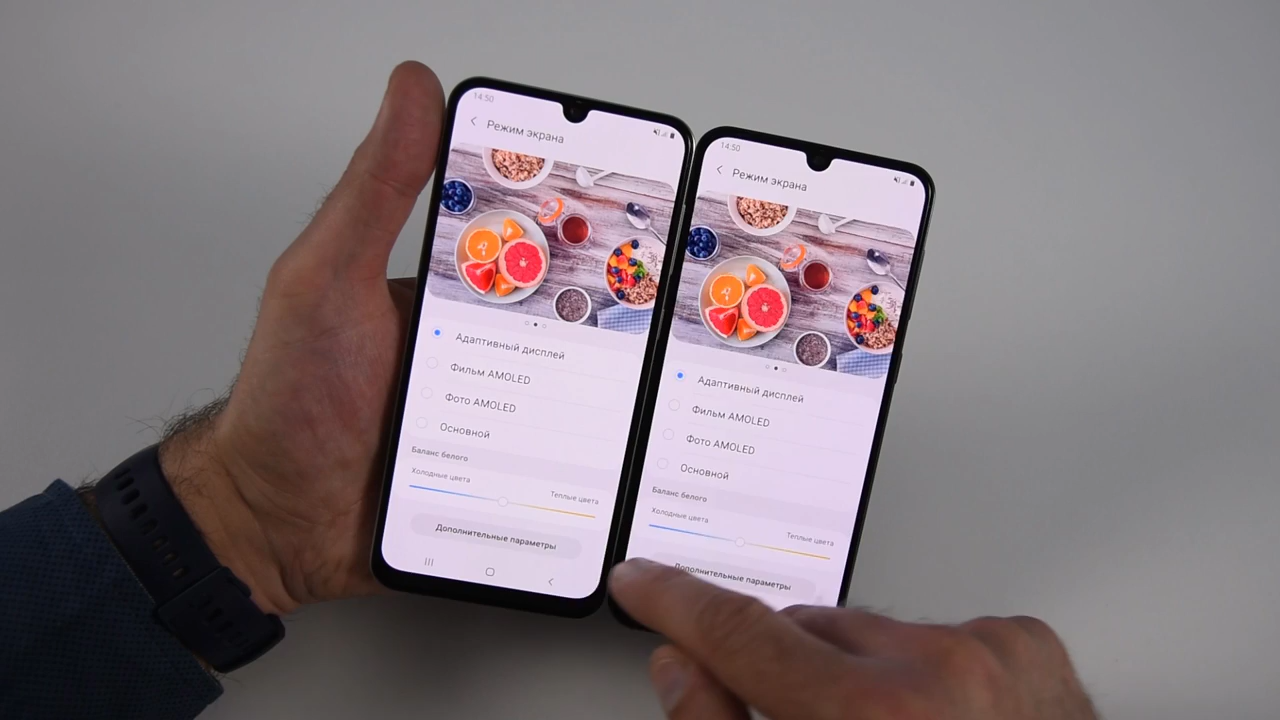 14:50
Режим экрана
Адаптивный дисплей
Фильм AMOLED
Фото AMOLED
Основной
Баланс белого
Холодные цвета
Теплые цвета
Дополнительные параметры
14:50
Режим экрана
Адаптивный дисплей
Фильм AMOLED
Фото AMOLED
Основной
Баланс белого
Холодные цвета
Теплые цвета
Дополнительные параметры